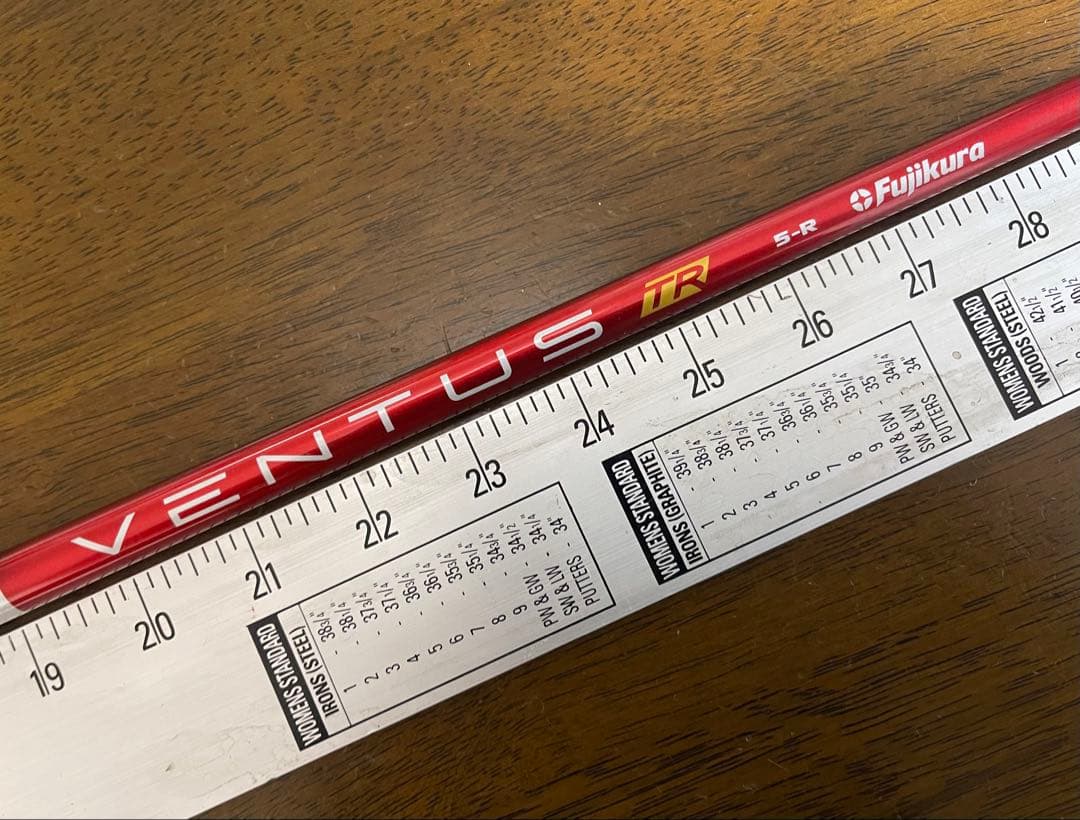 VENTUS TR 5-R Fujikura
19 20 21 22 23 24 25 26 27 28
WOMENS STANDARD
IRONS (STEEL)
1 - 38 3/4"
2 - 38 1/4"
3 - 37 3/4"
4 - 37 1/4"
5 - 36 3/4"
6 - 36 1/4"
7 - 35 3/4"
8 - 35 1/4"
9 - 34 3/4"
PW & GW - 34 1/2"
SW & LW - 34 1/4"
PUTTERS - 34"
WOMENS STANDARD
IRONS (GRAPHITE)
1 - 39 1/4"
2 - 38 3/4"
3 - 38 1/4"
4 - 37 3/4"
5 - 37 1/4"
6 - 36 3/4"
7 - 36 1/4"
8 - 35 3/4"
9 - 35 1/4"
PW & GW - 35"
SW & LW - 34 3/4"
PUTTERS - 34"
WOMENS STANDARD
WOODS (STEEL)
1 - 42 1/2"
41 1/2"